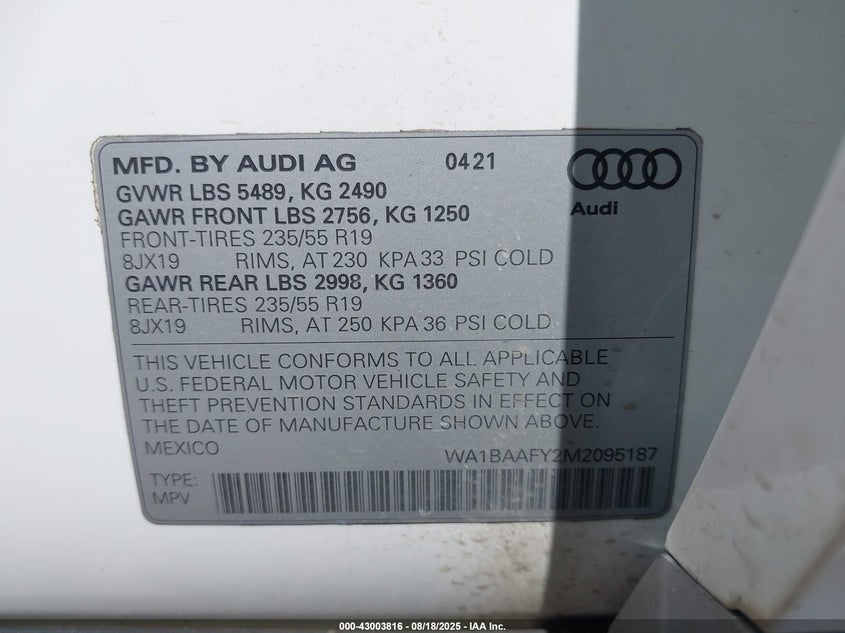 MFD. BY AUDI AG 0421
Audi
GVWR LBS 5489, KG 2490
GAWR FRONT LBS 2756, KG 1250
FRONT-TIRES 235/55 R19
8JX19 RIMS, AT 230 KPA 33 PSI COLD
GAWR REAR LBS 2998, KG 1360
REAR-TIRES 235/55 R19
8JX19 RIMS, AT 250 KPA 36 PSI COLD
THIS VEHICLE CONFORMS TO ALL APPLICABLE
U.S. FEDERAL MOTOR VEHICLE SAFETY AND
THEFT PREVENTION STANDARDS IN EFFECT ON
THE DATE OF MANUFACTURE SHOWN ABOVE.
MEXICO WA1BAAFY2M2095187
TYPE:
MPV
000-43003816 - 08/18/2025 - IAA Inc.